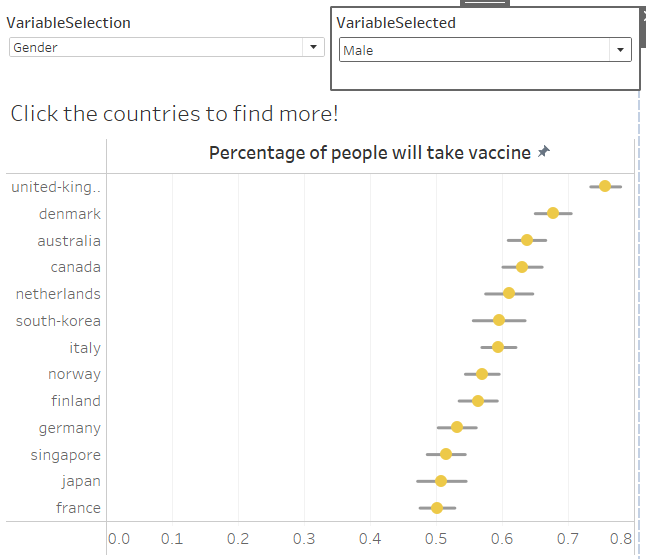 VariableSelection
Gender
VariableSelected
Male
Click the countries to find more!
Percentage of people will take vaccine
united-king..
denmark
australia
canada
netherlands
south-korea
italy
norway
finland
germany
singapore
japan
france
0.0 0.1 0.2 0.3 0.4 0.5 0.6 0.7 0.8